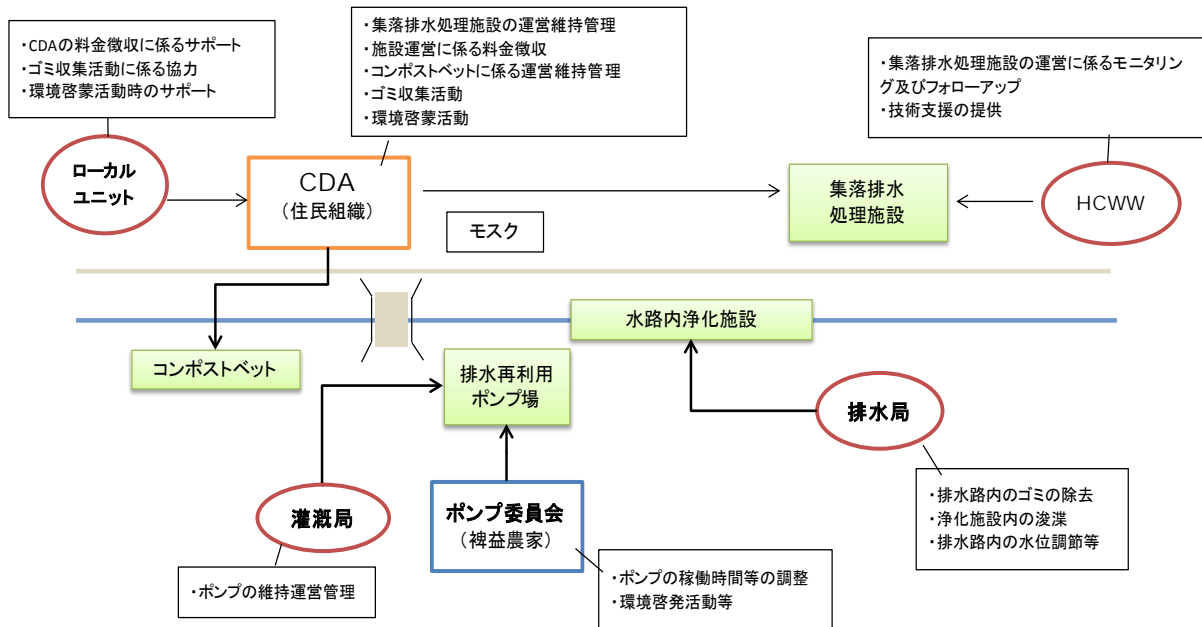 ・CDAの料金徴収に係るサポート
・ゴミ収集活動に係る協力
・環境啓蒙活動時のサポート
・集落排水処理施設の運営維持管理
・施設運営に係る料金徴収
・コンポストベットに係る運営維持管理
・ゴミ収集活動
・環境啓蒙活動
・集落排水処理施設の運営に係るモニタリン
グ及びフォローアップ
・技術支援の提供
ローカル
ユニット
CDA
（住民組織）
モスク
集落排水
処理施設
HCWW
水路内浄化施設
コンポストベット
排水再利用
ポンプ場
排水局
灌漑局
ポンプ委員会
（裨益農家）
・排水路内のゴミの除去
・浄化施設内の浚渫
・排水路内の水位調節等
・ポンプの維持運営管理
・ポンプの稼働時間等の調整
・環境啓発活動等